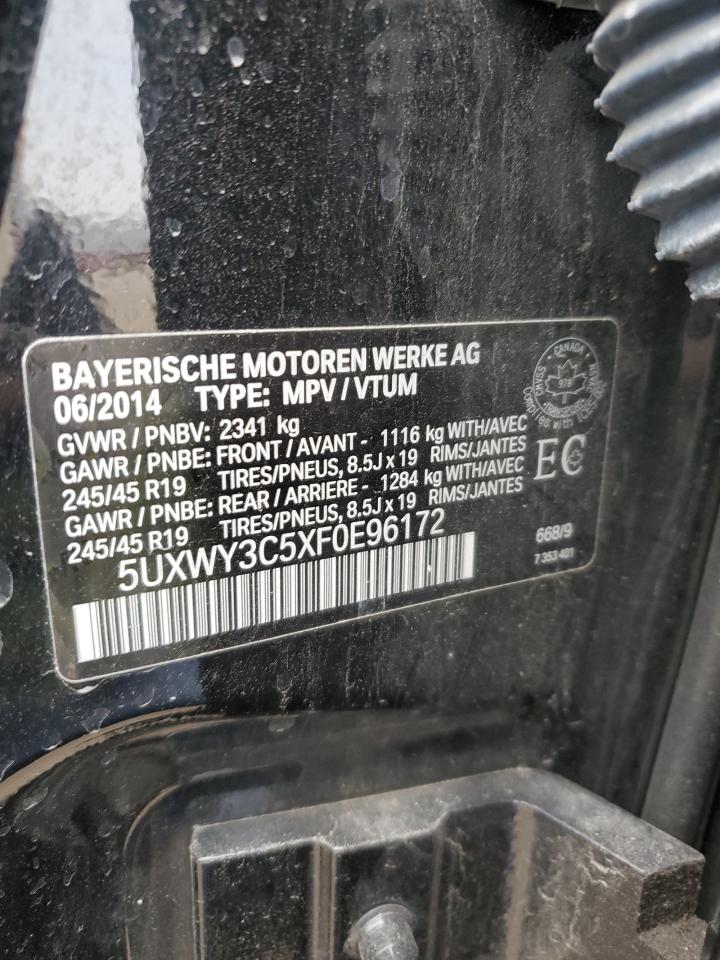 BAYERISCHE MOTOREN WERKE AG
06/2014 TYPE: MPV / VTUM
GVWR / PNBV: 2341 kg
GAWR / PNBE: FRONT / AVANT - 1116 kg WITH/AVEC
245/45 R19 TIRES/PNEUS, 8.5J x 19 RIMS/JANTES
GAWR / PNBE: REAR / ARRIERE - 1284 kg WITH/AVEC
245/45 R19 TIRES/PNEUS, 8.5J x 19 RIMS/JANTES
5UXWY3C5XF0E96172
CANADA
978
EC
668/9
7 353 401